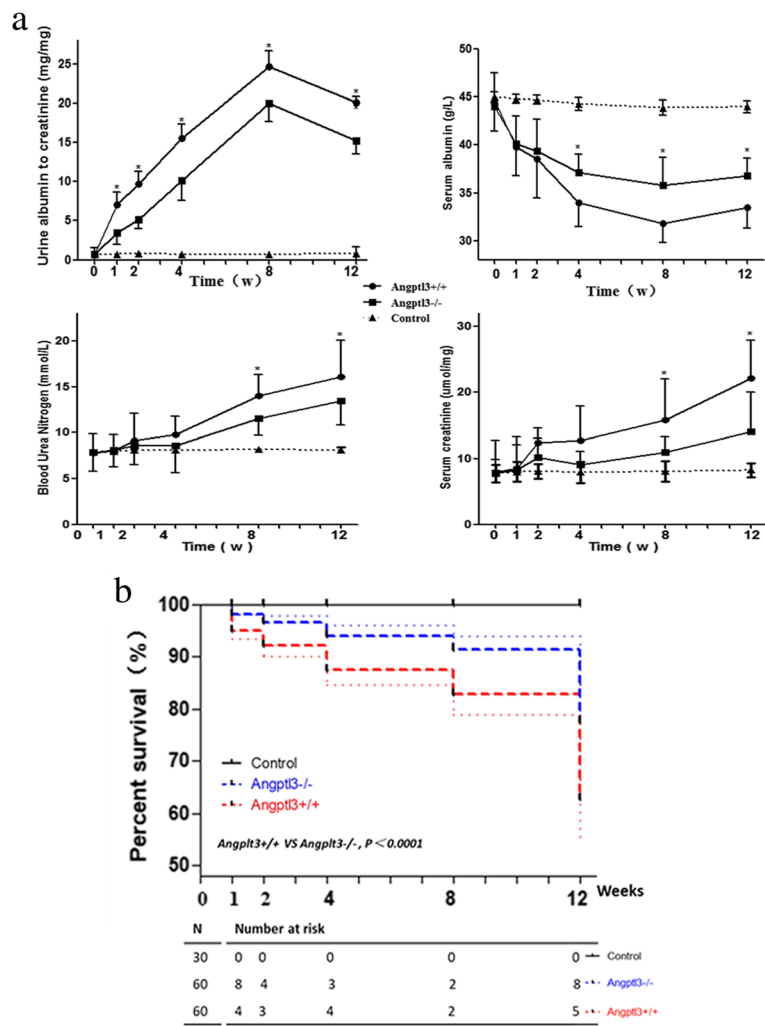 a
Urine albumin to creatinine (mg/mg)
30
25
20
15
10
5
0
* * * * *
0 1 2 4 8 12
Time (w)
Serum albumin (g/L)
50
45
40
35
30
* * *
0 1 2 4 8 12
Time (w)
Angptl3+/+
Angptl3-/-
Control
Blood Urea Nitrogen (mmol/L)
20
15
10
5
0
* *
0 1 2 4 8 12
Time ( w )
Serum creatinine (umol/mg)
30
20
10
0
* *
0 1 2 4 8 12
Time ( w )
b
Percent survival (%)
100
90
80
70
60
50
Control
Angptl3-/-
Angptl3+/+
Angplt3+/+ VS Angplt3-/-, P<0.0001
0 1 2 4 8 12 Weeks
N Number at risk
30 0 0 0 0 0 Control
60 8 4 3 2 8 Angptl3-/-
60 4 3 4 2 5 Angptl3+/+